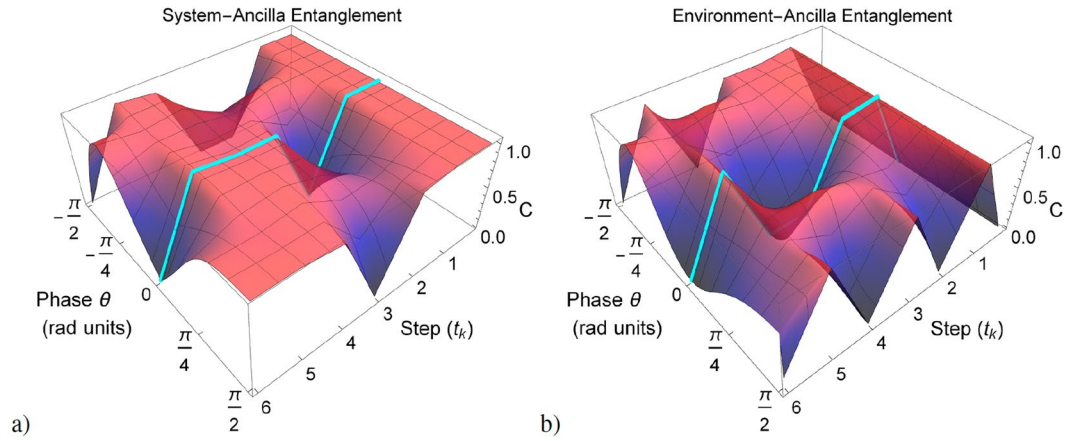 System−Ancilla Entanglement
a)
1.0
0.5
C
0.0
−π/2
−π/4
0
π/4
π/2
Phase θ
(rad units)
1
2
3
4
5
6
Step (tₖ)
Environment−Ancilla Entanglement
b)
1.0
0.5
C
0.0
−π/2
−π/4
0
π/4
π/2
Phase θ
(rad units)
1
2
3
4
5
6
Step (tₖ)